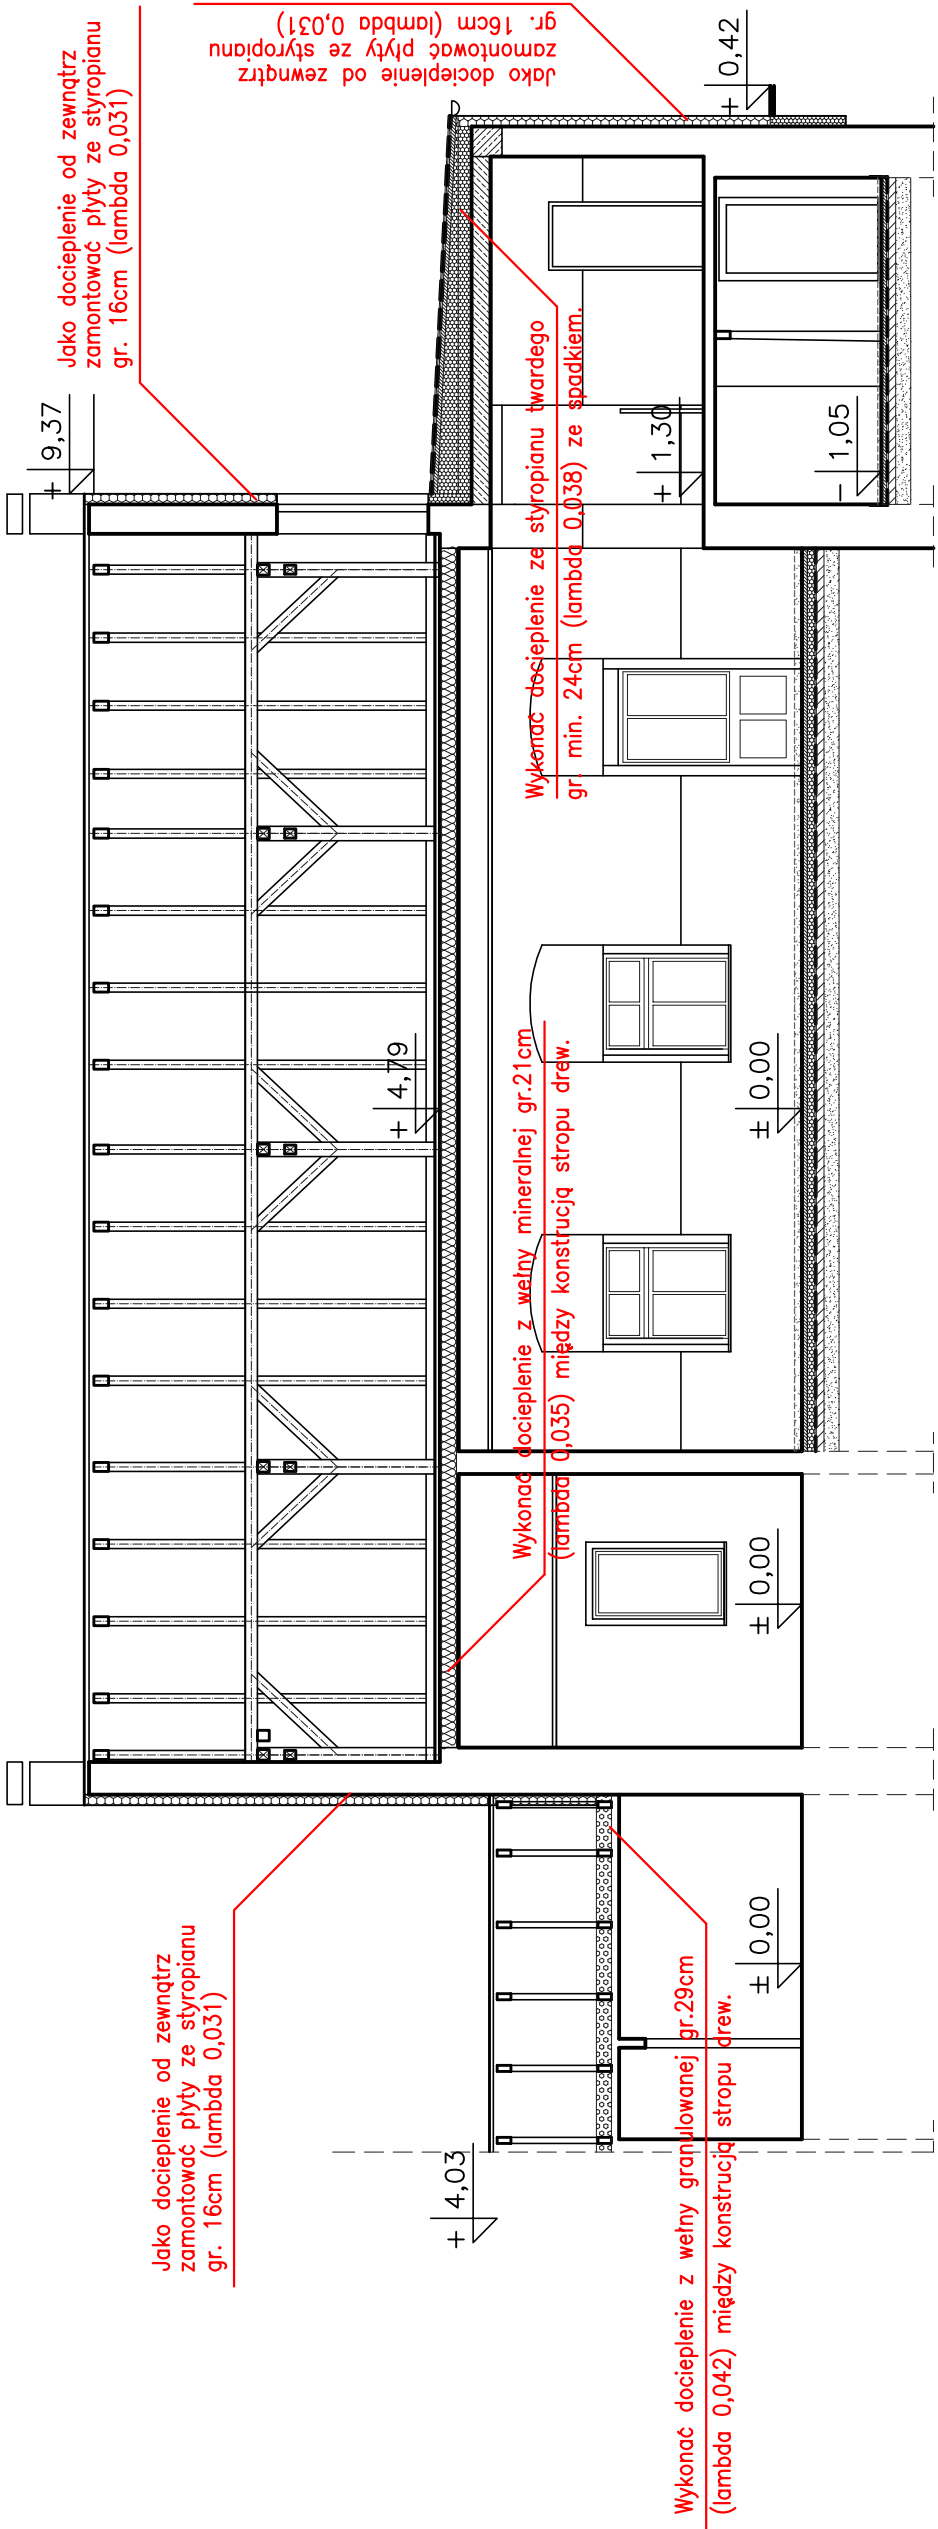 Jako docieplenie od zewnątrz
zamontować płyty ze styropianu
gr. 16cm (lambda 0,031)
Jako docieplenie od zewnątrz
zamontować płyty ze styropianu
gr. 16cm (lambda 0,031)
+ 9,37
+ 0,42
Wykonać docieplenie ze styropianu twardego
gr. min. 24cm (lambda 0,038) ze spadkiem.
+ 1,30
- 1,05
+ 4,79
± 0,00
Wykonać docieplenie z wełny mineralnej gr.21cm
(lambda 0,035) między konstrucją stropu drew.
± 0,00
Jako docieplenie od zewnątrz
zamontować płyty ze styropianu
gr. 16cm (lambda 0,031)
± 0,00
+ 4,03
Wykonać docieplenie z wełny granulowanej gr.29cm
(lambda 0,042) między konstrucją stropu drew.